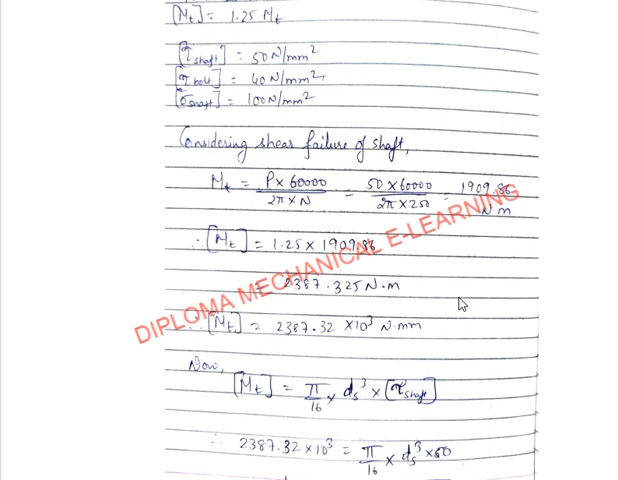 [Mt] = 1.25 Mt
[τshaft] = 50 N/mm²
[τbolt] = 40 N/mm²
[σshaft] = 100 N/mm²
Considering shear failure of shaft,
Mt = P × 60000 / 2π × N = 50 × 60000 / 2π × 250 = 1909.86 N m
∴ [Mt] = 1.25 × 1909.86
= 2387.325 N.m
∴ [Mt] = 2387.32 × 10³ N.mm
Now,
[Mt] = π/16 × ds³ × [τshaft]
∴ 2387.32 × 10³ = π/16 × ds³ × 50
DIPLOMA MECHANICAL E-LEARNING